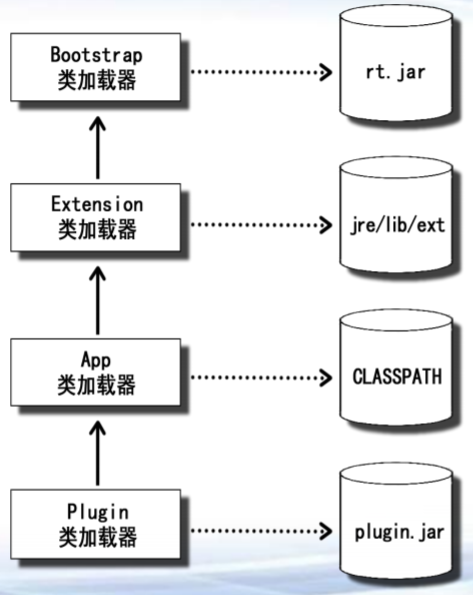 Bootstrap
类加载器
rt.jar
Extension
类加载器
jre/lib/ext
App
类加载器
CLASSPATH
Plugin
类加载器
plugin.jar